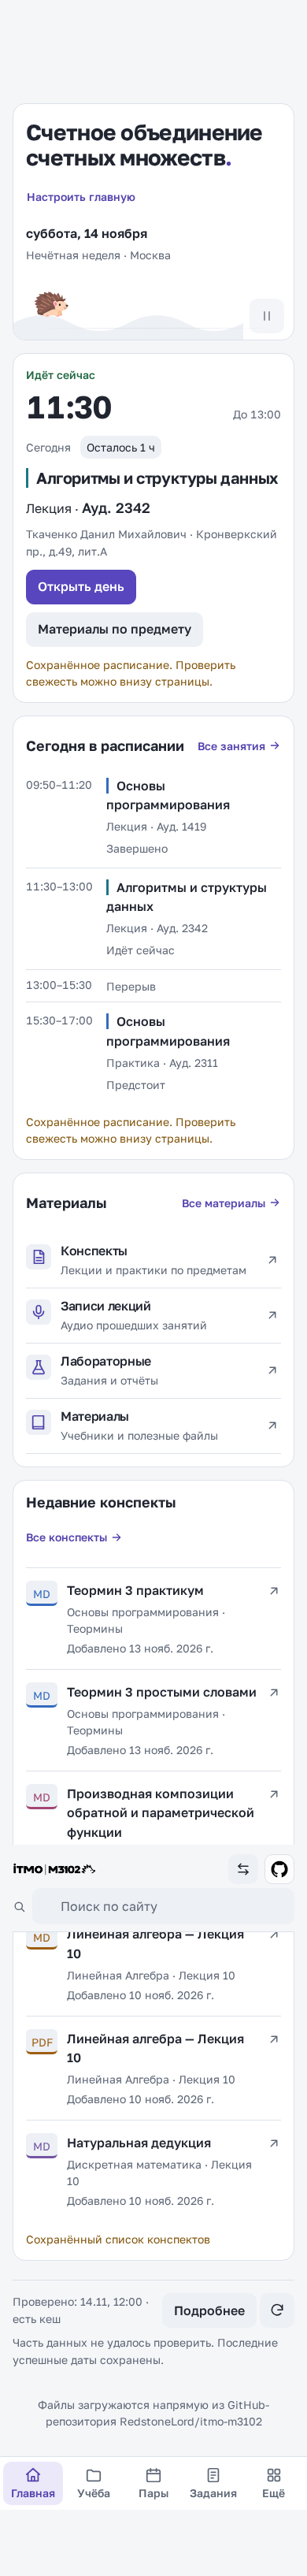 Счетное объединение
счетных множеств.
Настроить главную
суббота, 14 ноября
Нечётная неделя · Москва
Идёт сейчас
11:30
До 13:00
Сегодня
Осталось 1 ч
Алгоритмы и структуры данных
Лекция · Ауд. 2342
Ткаченко Данил Михайлович · Кронверкский
пр., д.49, лит.А
Открыть день
Материалы по предмету
Сохранённое расписание. Проверить
свежесть можно внизу страницы.
Сегодня в расписании
Все занятия →
09:50–11:20
Основы
программирования
Лекция · Ауд. 1419
Завершено
11:30–13:00
Алгоритмы и структуры
данных
Лекция · Ауд. 2342
Идёт сейчас
13:00–15:30
Перерыв
15:30–17:00
Основы
программирования
Практика · Ауд. 2311
Предстоит
Сохранённое расписание. Проверить
свежесть можно внизу страницы.
Материалы
Все материалы →
Конспекты
Лекции и практики по предметам
Записи лекций
Аудио прошедших занятий
Лабораторные
Задания и отчёты
Материалы
Учебники и полезные файлы
Недавние конспекты
Все конспекты →
MD
Теормин 3 практикум
Основы программирования ·
Теормины
Добавлено 13 нояб. 2026 г.
MD
Теормин 3 простыми словами
Основы программирования ·
Теормины
Добавлено 13 нояб. 2026 г.
MD
Производная композиции
обратной и параметрической
функции
ITMO | M3102
Поиск по сайту
MD
Линейная алгебра — Лекция
10
Линейная Алгебра · Лекция 10
Добавлено 10 нояб. 2026 г.
PDF
Линейная алгебра — Лекция
10
Линейная Алгебра · Лекция 10
Добавлено 10 нояб. 2026 г.
MD
Натуральная дедукция
Дискретная математика · Лекция
10
Добавлено 10 нояб. 2026 г.
Сохранённый список конспектов
Проверено: 14.11, 12:00 ·
есть кеш
Подробнее
Часть данных не удалось проверить. Последние
успешные даты сохранены.
Файлы загружаются напрямую из GitHub-
репозитория RedstoneLord/itmo-m3102
Главная
Учёба
Пары
Задания
Ещё